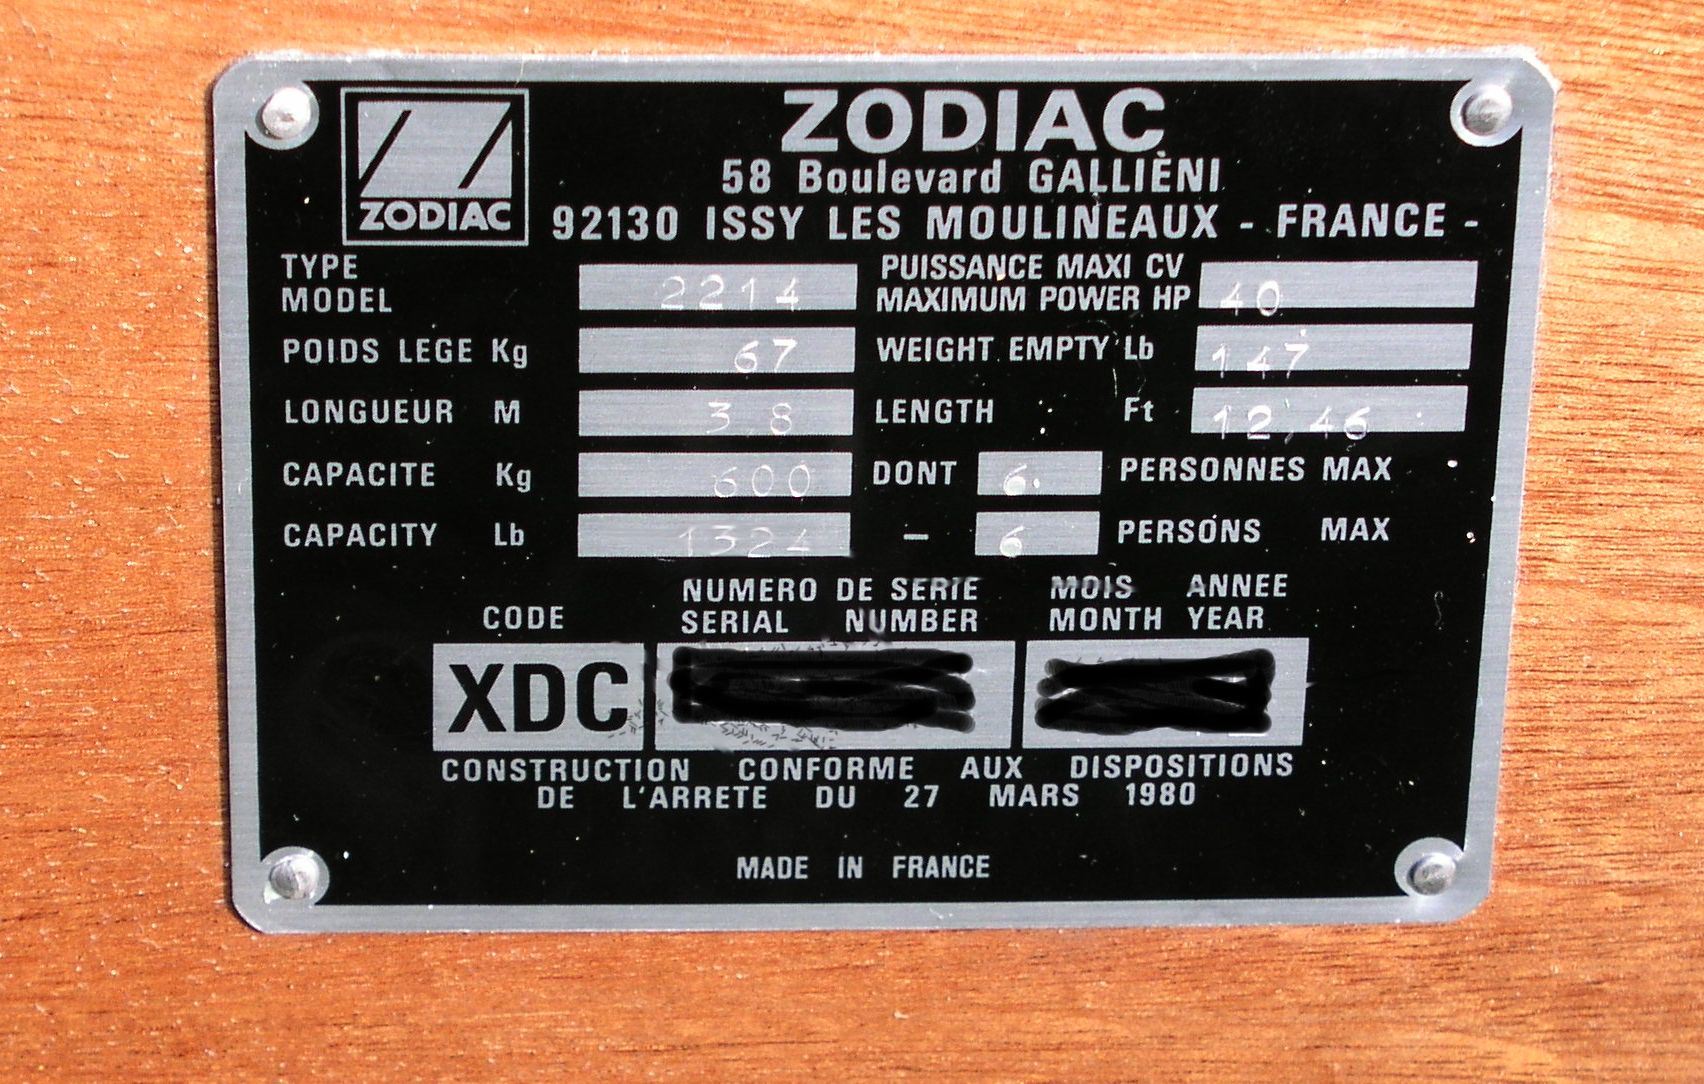 ZODIAC
ZODIAC
58 Boulevard GALLIÈNI
92130 ISSY LES MOULINEAUX - FRANCE -
TYPE
MODEL 2214
PUISSANCE MAXI CV
MAXIMUM POWER HP 40
POIDS LEGE Kg 67 WEIGHT EMPTY Lb 147
LONGUEUR M 3,8 LENGTH Ft 12,46
CAPACITE Kg 600 DONT 6 PERSONNES MAX
CAPACITY Lb 1324 - 6 PERSONS MAX
CODE
NUMERO DE SERIE
SERIAL NUMBER
MOIS ANNEE
MONTH YEAR
XDC
CONSTRUCTION CONFORME AUX DISPOSITIONS
DE L'ARRETE DU 27 MARS 1980
MADE IN FRANCE